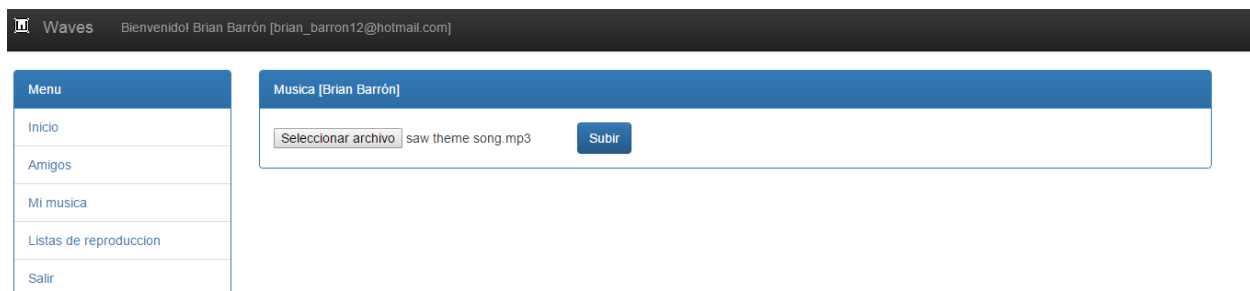 Waves Bienvenido! Brian Barrón [brian_barron12@hotmail.com]
Menu
Inicio
Amigos
Mi musica
Listas de reproduccion
Salir
Musica [Brian Barrón]
Seleccionar archivo saw theme song.mp3 Subir